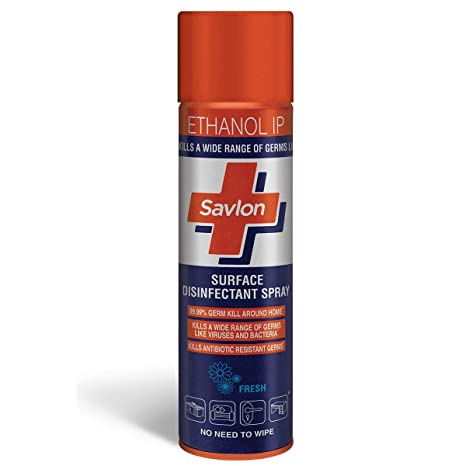 ETHANOL IP
KILLS A WIDE RANGE OF GERMS LI
Savlon
SURFACE
DISINFECTANT SPRAY
99.99% GERM KILL AROUND HOME*
KILLS A WIDE RANGE OF GERMS
LIKE VIRUSES AND BACTERIA
KILLS ANTIBIOTIC RESISTANT GERMS
FRESH
NO NEED TO WIPE